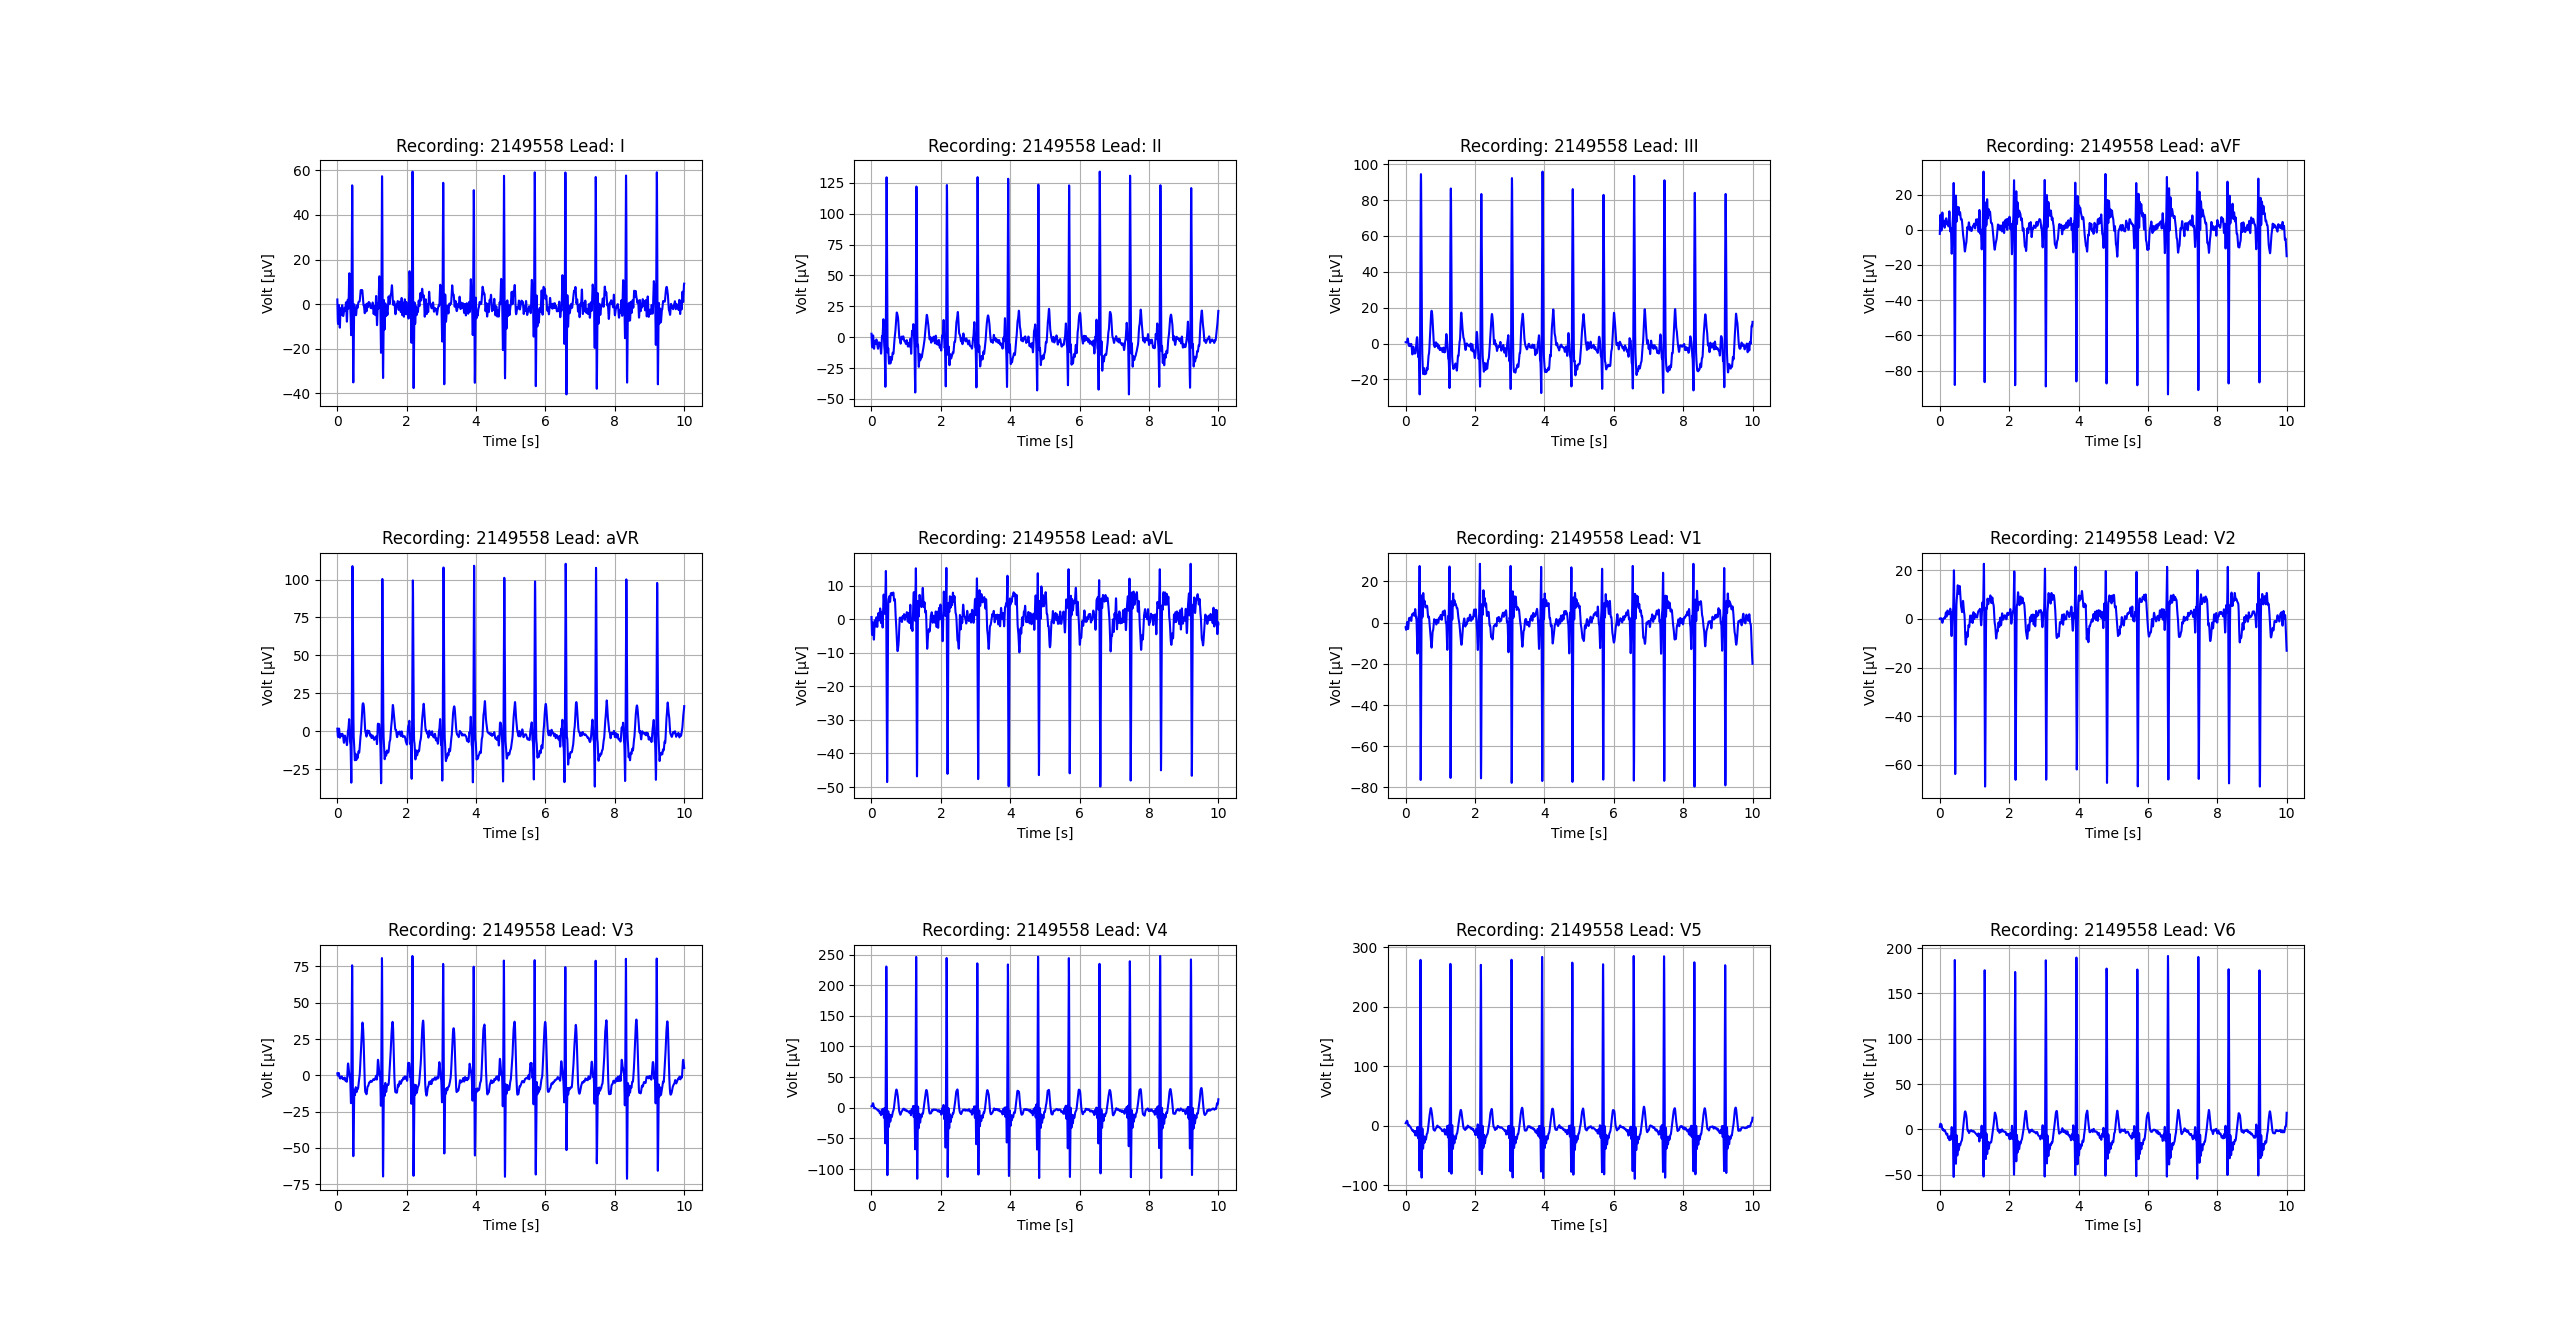 Recording: 2149558 Lead: I
60
40
20
0
−20
−40
Volt [µV]
0 2 4 6 8 10
Time [s]
Recording: 2149558 Lead: II
125
100
75
50
25
0
−25
−50
Volt [µV]
0 2 4 6 8 10
Time [s]
Recording: 2149558 Lead: III
100
80
60
40
20
0
−20
Volt [µV]
0 2 4 6 8 10
Time [s]
Recording: 2149558 Lead: aVF
20
0
−20
−40
−60
−80
Volt [µV]
0 2 4 6 8 10
Time [s]
Recording: 2149558 Lead: aVR
100
75
50
25
0
−25
Volt [µV]
0 2 4 6 8 10
Time [s]
Recording: 2149558 Lead: aVL
10
0
−10
−20
−30
−40
−50
Volt [µV]
0 2 4 6 8 10
Time [s]
Recording: 2149558 Lead: V1
20
0
−20
−40
−60
−80
Volt [µV]
0 2 4 6 8 10
Time [s]
Recording: 2149558 Lead: V2
20
0
−20
−40
−60
Volt [µV]
0 2 4 6 8 10
Time [s]
Recording: 2149558 Lead: V3
75
50
25
0
−25
−50
−75
Volt [µV]
0 2 4 6 8 10
Time [s]
Recording: 2149558 Lead: V4
250
200
150
100
50
0
−50
−100
Volt [µV]
0 2 4 6 8 10
Time [s]
Recording: 2149558 Lead: V5
300
200
100
0
−100
Volt [µV]
0 2 4 6 8 10
Time [s]
Recording: 2149558 Lead: V6
200
150
100
50
0
−50
Volt [µV]
0 2 4 6 8 10
Time [s]